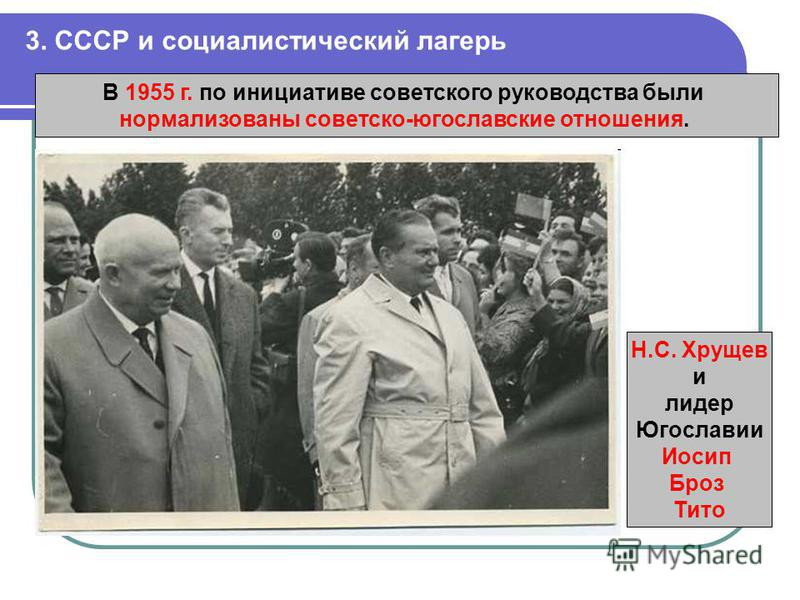 3. СССР и социалистический лагерь
В 1955 г. по инициативе советского руководства были
нормализованы советско-югославские отношения.
Н.С. Хрущев
и
лидер
Югославии
Иосип
Броз
Тито
MyShared